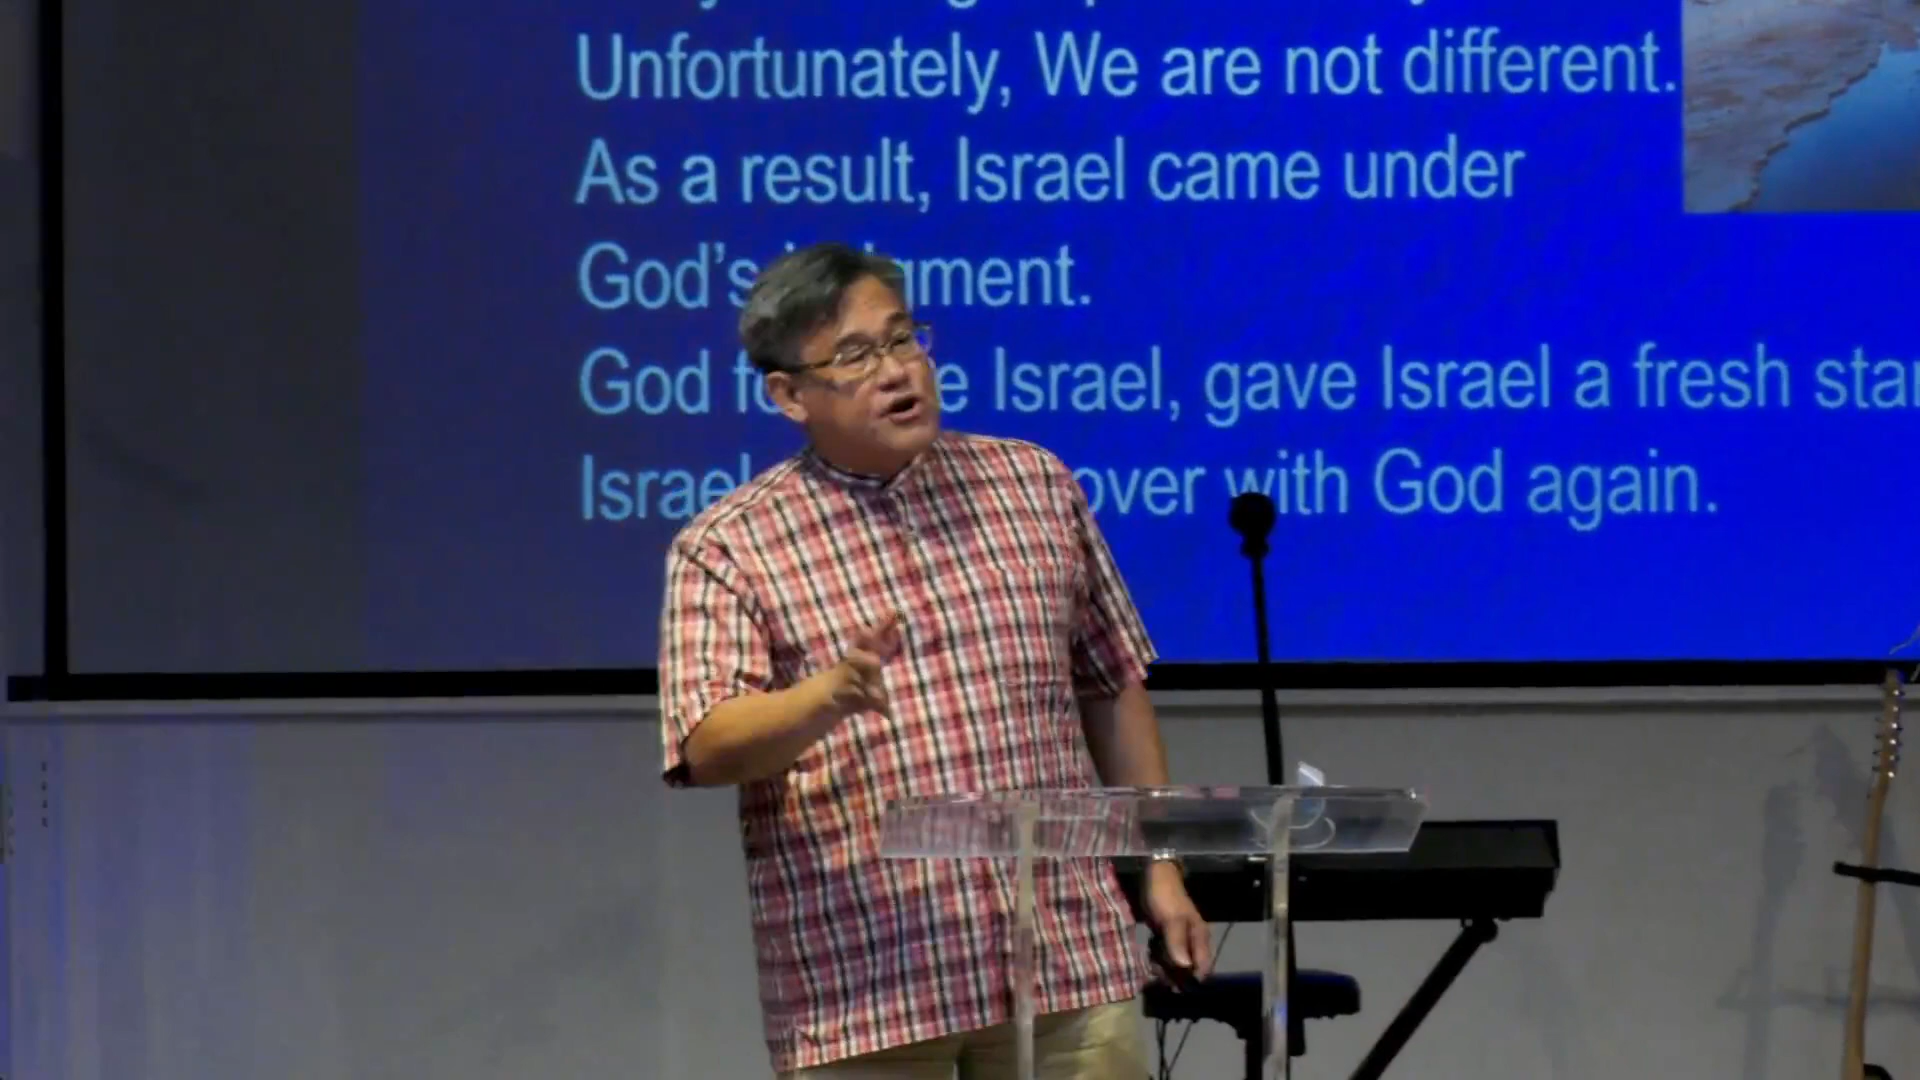 Unfortunately, We are not different.
As a result, Israel came under
God's judgment.
God Israel, gave Israel a fresh
Israel over with God again.